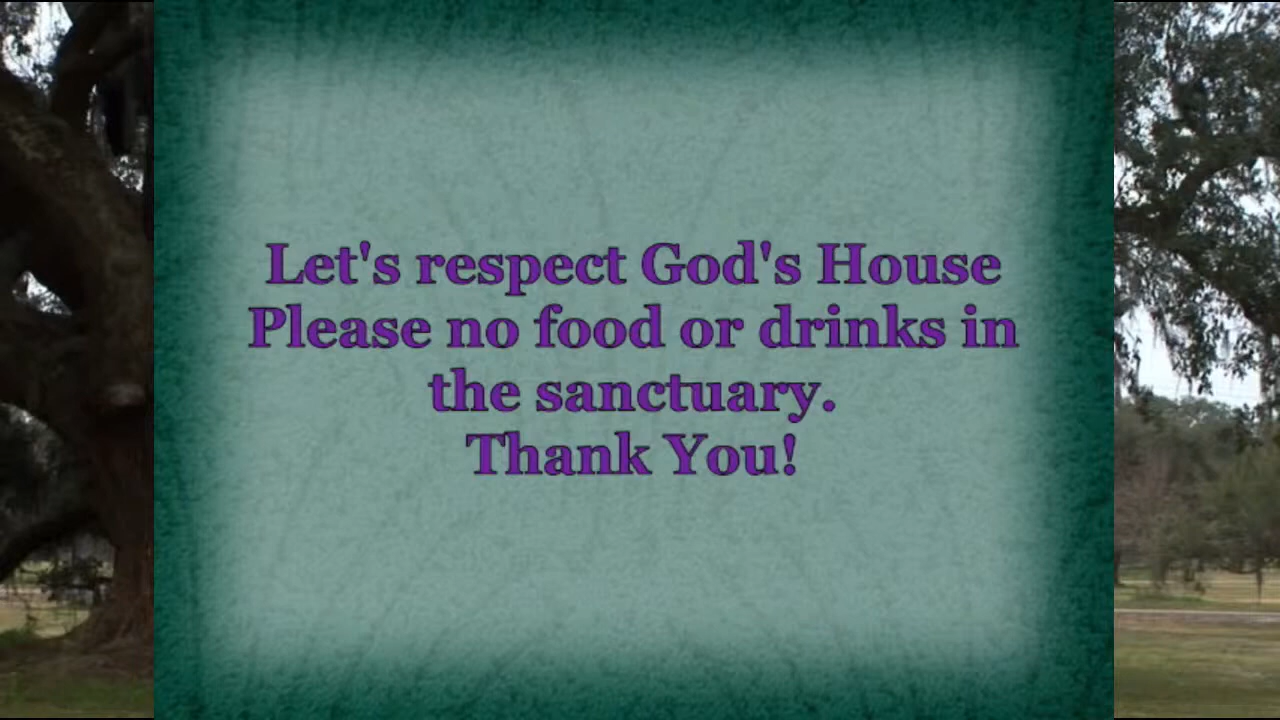 Let's respect God's House
Please no food or drinks in
the sanctuary.
Thank You!